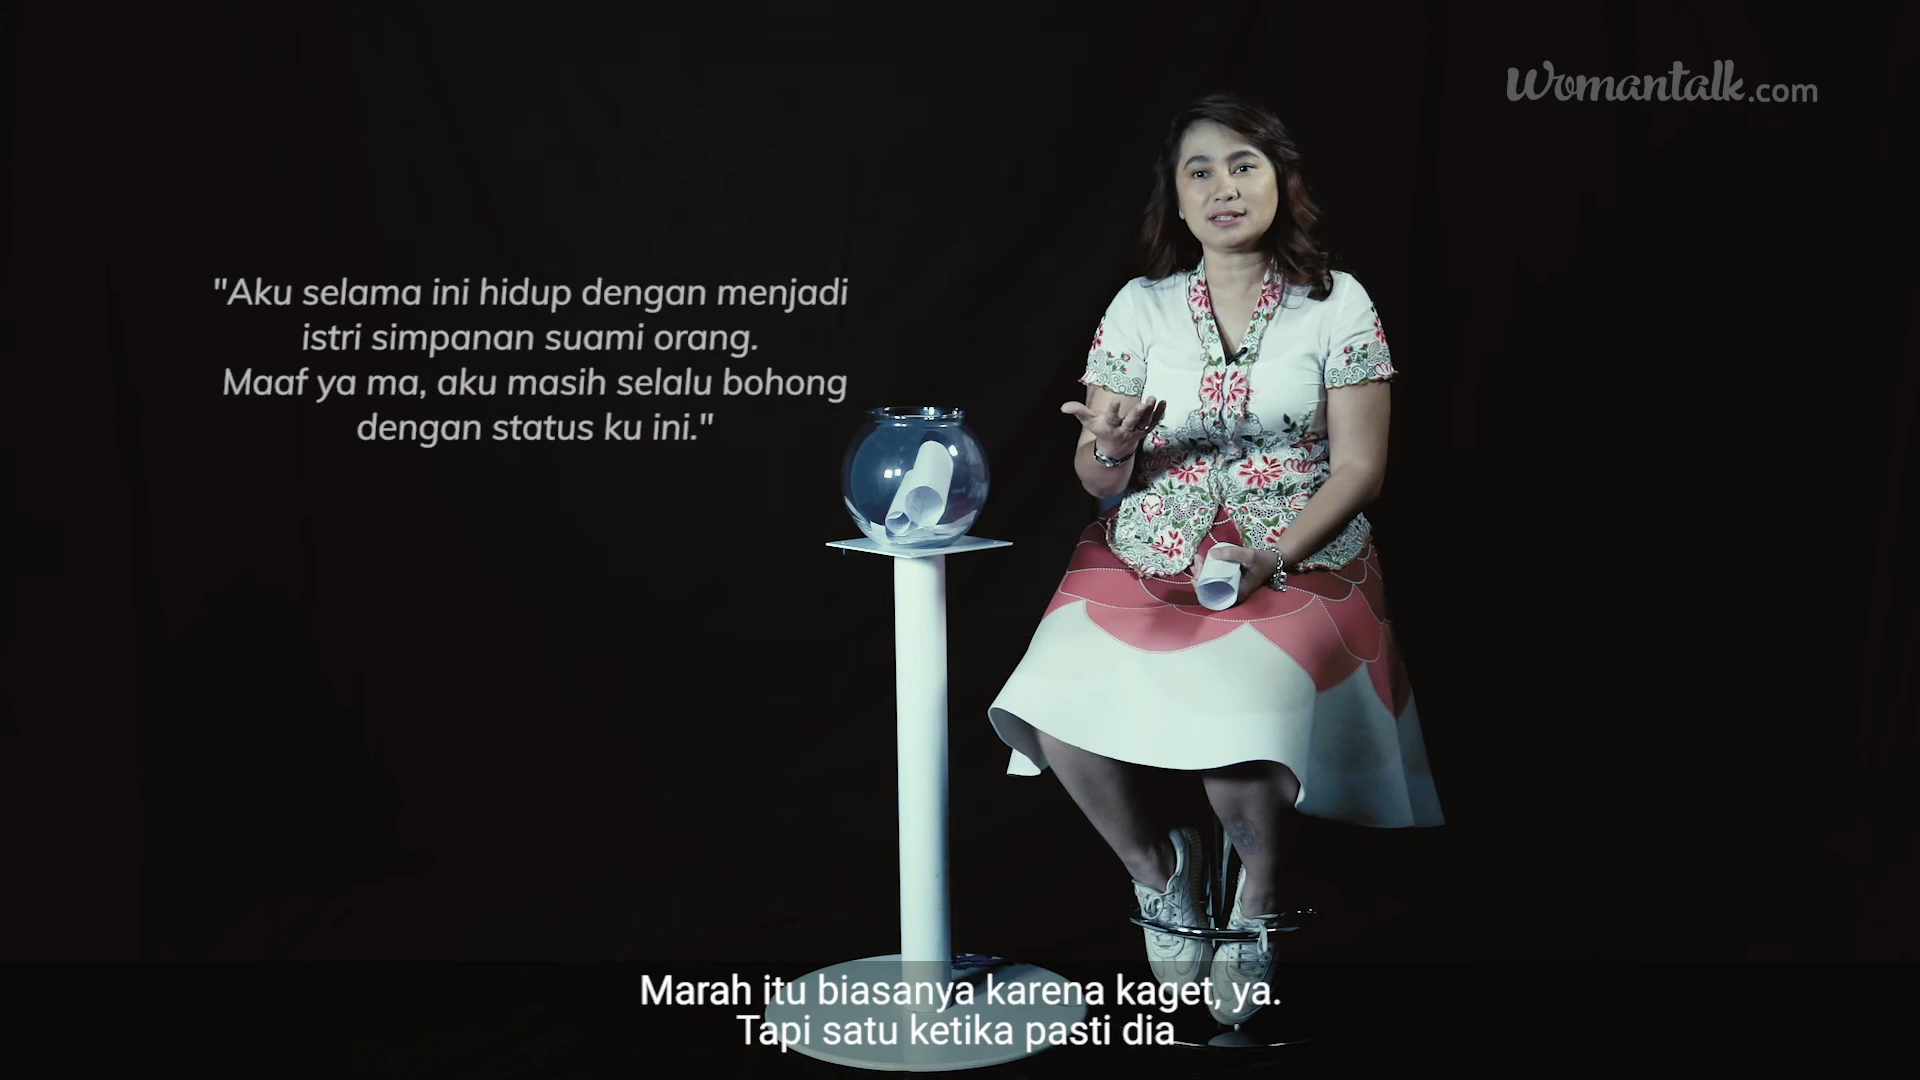 Womantalk.com
"Aku selama ini hidup dengan menjadi
istri simpanan suami orang.
Maaf ya ma, aku masih selalu bohong
dengan status ku ini."
Marah itu biasanya karena kaget, ya.
Tapi satu ketika pasti dia